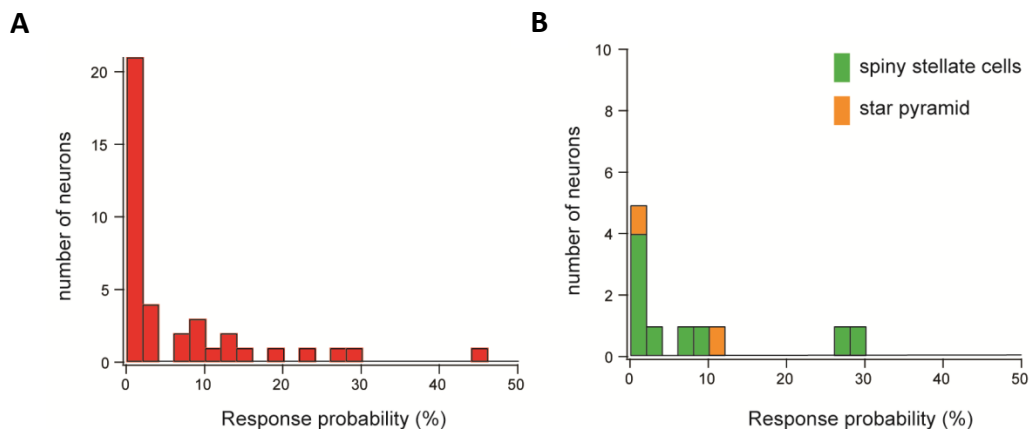 A
number of neurons
20
15
10
5
0
0 10 20 30 40 50
Response probability (%)
B
number of neurons
10
8
6
4
2
0
0 10 20 30 40 50
Response probability (%)
spiny stellate cells
star pyramid